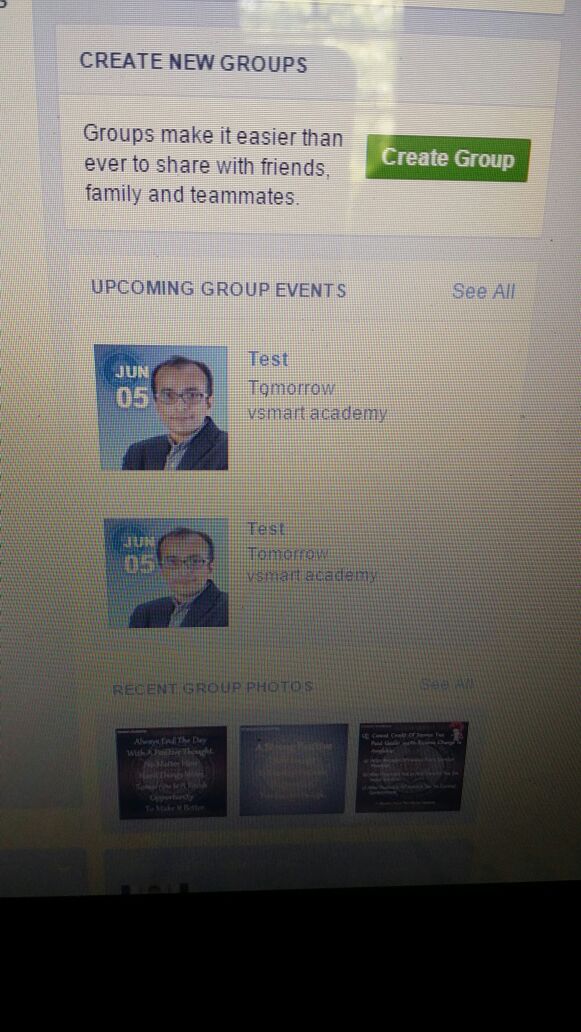 CREATE NEW GROUPS
Groups make it easier than
ever to share with friends,
family and teammates.
Create Group
UPCOMING GROUP EVENTS
See All
JUN
05
Test
Tomorrow
vsmart academy
JUN
05
Test
Tomorrow
vsmart academy
RECENT GROUP PHOTOS
See All
Always End The Day
With A Positive Thought.
No Matter How
Hard Things Were,
Tomorrow Is A Fresh
Opportunity
To Make It Better.
A Strong Positive